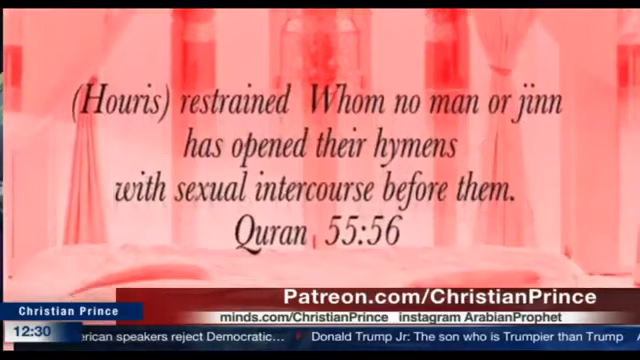 (Houris) restrained Whom no man or jinn
has opened their hymens
with sexual intercourse before them.
Quran 55:56
Patreon.com/ChristianPrince
Christian Prince
minds.com/ChristianPrince instagram ArabianProphet
12:30
erican speakers reject Democratic... Donald Trump Jr: The son who is Trumpier than Trump